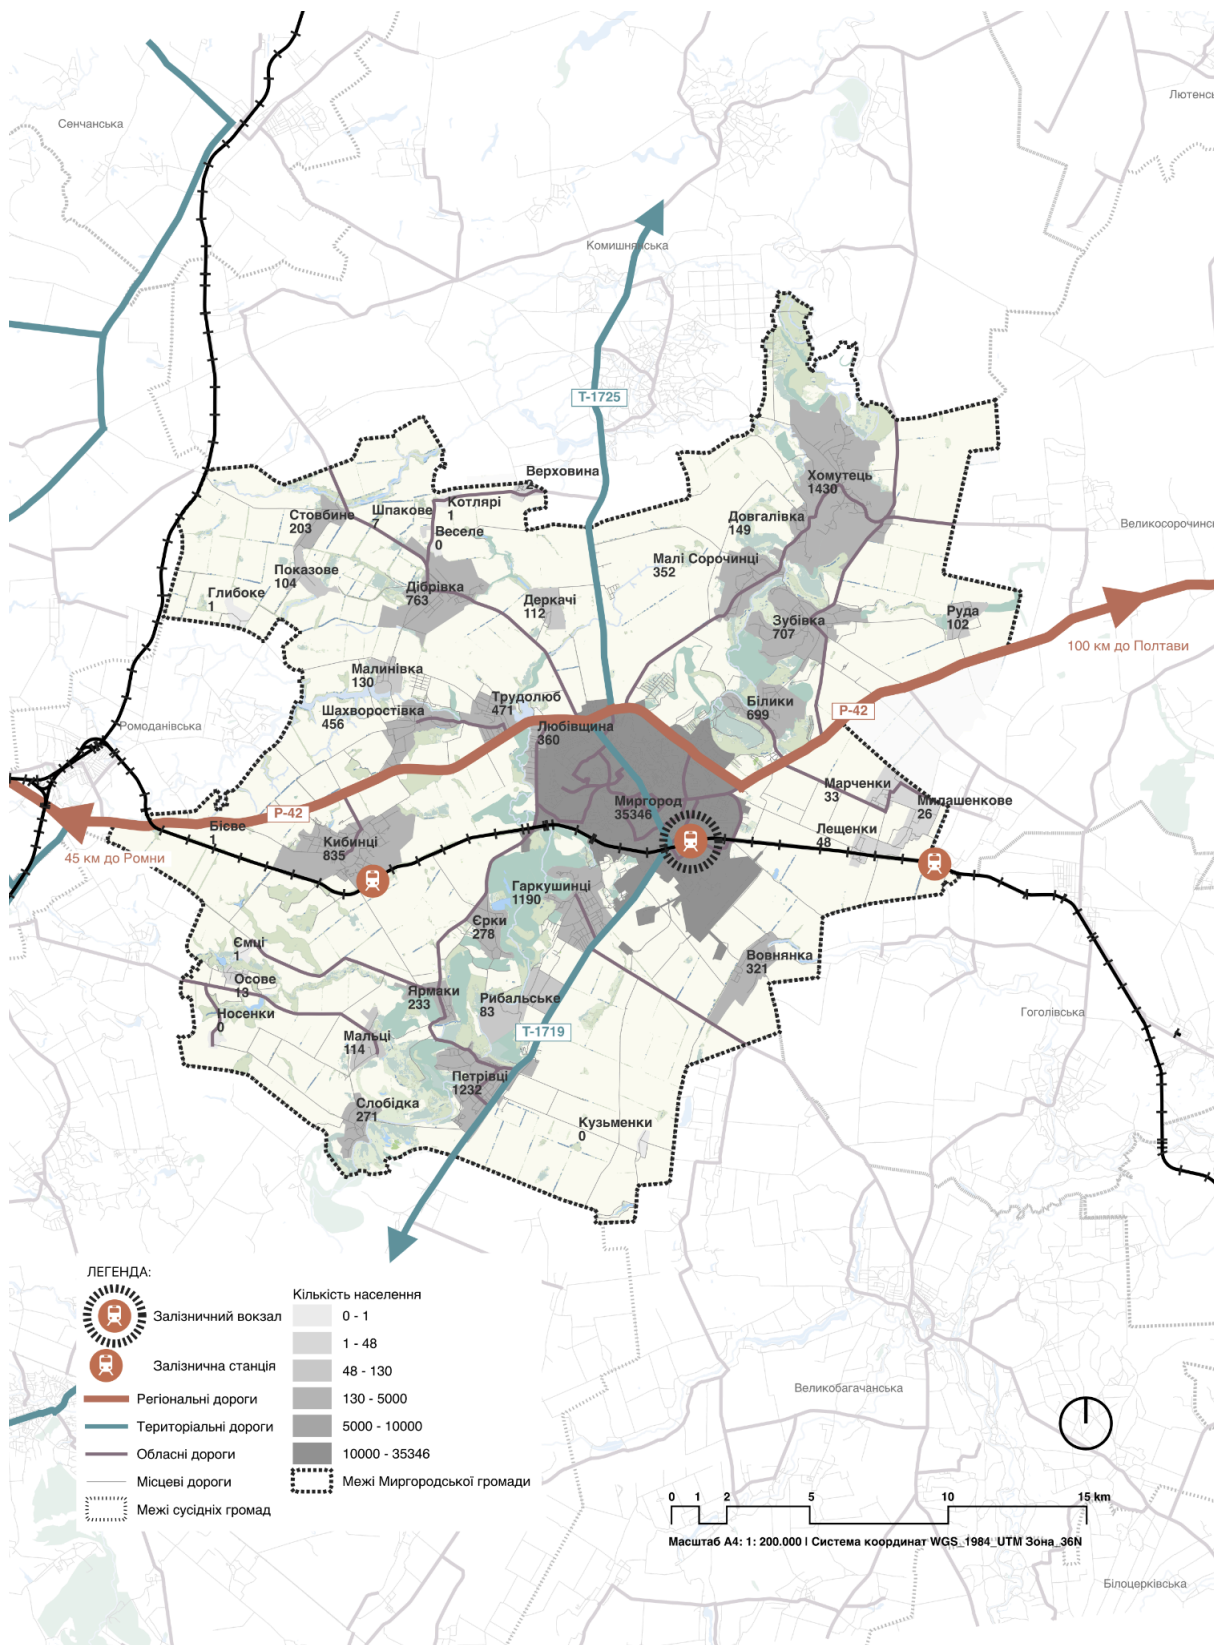 Лютенсь
Сенчанська
Комишнянська
Т-1725
Верховина
2
Хомутець
1430
Котлярі
1
Шпакове
7
Стовбине
203
Довгалівка
149
Великосорочинсь
Веселе
0
Малі Сорочинці
352
Показове
104
Дібрівка
763
Глибоке
1
Деркачі
112
Зубівка
707
Руда
102
100 км до Полтави
Малинівка
130
Трудолюб
471
Білики
699
Шахворостівка
456
Р-42
Ромоданівська
Любівщина
360
Марченки
33
Милашенкове
26
Миргород
35346
Р-42
Бієве
1
Лещенки
48
Кибинці
835
45 км до Ромни
Гаркушинці
1190
Єрки
278
Ємці
1
Вовнянка
321
Осове
13
Ярмаки
233
Рибальське
83
Носенки
0
Гоголівська
Т-1719
Мальці
114
Петрівці
1232
Слобідка
271
Кузьменки
0
ЛЕГЕНДА:
Залізничний вокзал
Залізнична станція
Регіональні дороги
Територіальні дороги
Обласні дороги
Місцеві дороги
Межі сусідніх громад
Кількість населення
0 - 1
1 - 48
48 - 130
130 - 5000
5000 - 10000
10000 - 35346
Межі Миргородської громади
Великобагачанська
0 1 2 5 10 15 km
Масштаб А4: 1: 200.000 | Система координат WGS_1984_UTM Зона_36N
Білоцерківська